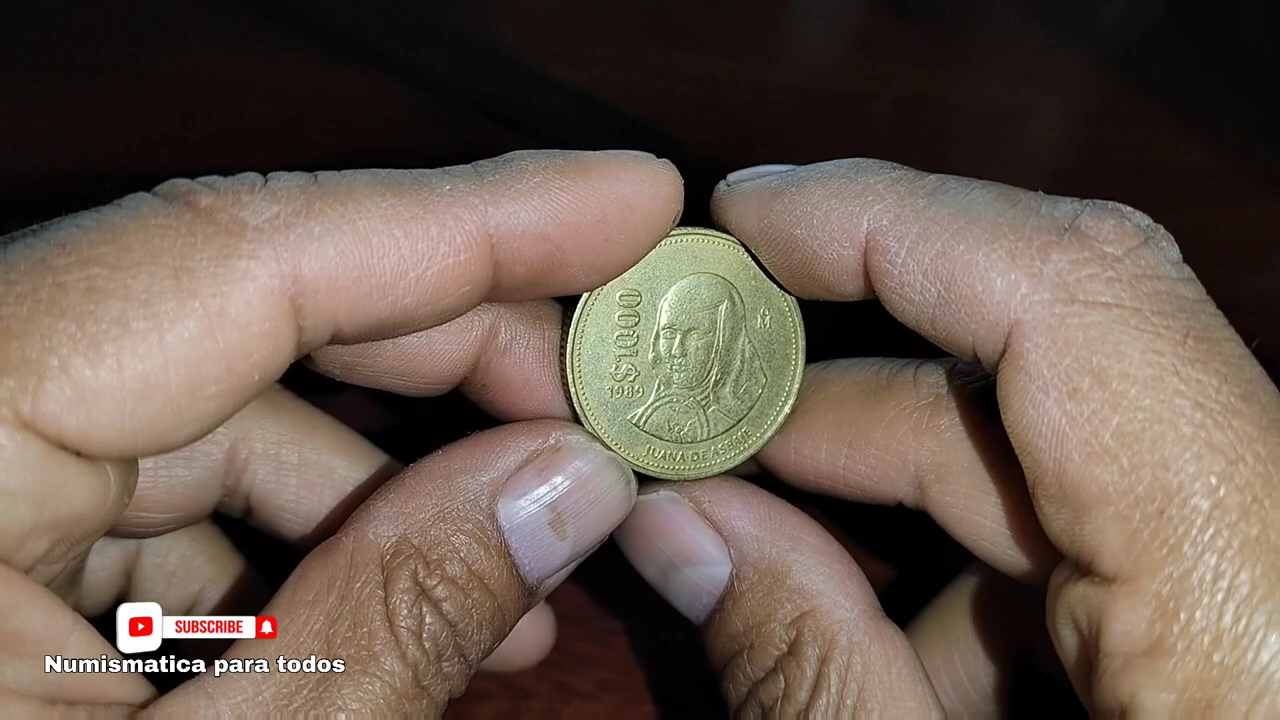 $1000
M̊
1989
JUANA DE ASBAJE
SUBSCRIBE
Numismatica para todos